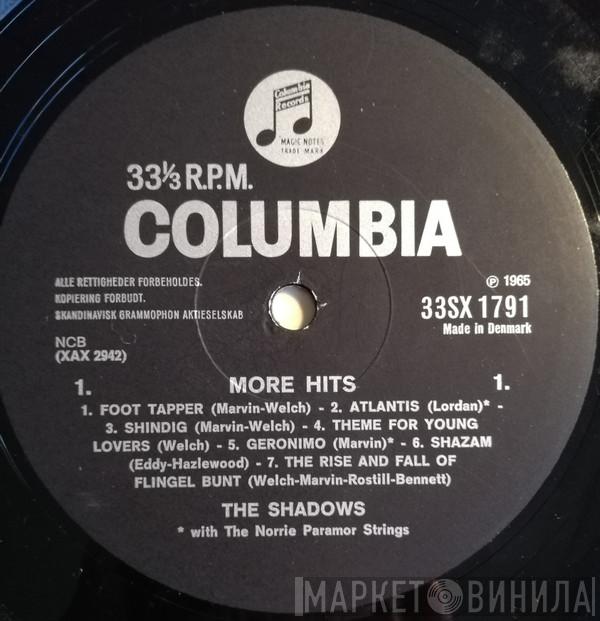 Columbia
Records
MAGIC NOTES
TRADE MARK
33⅓ R.P.M.
COLUMBIA
ALLE RETTIGHEDER FORBEHOLDES.
KOPIERING FORBUDT.
SKANDINAVISK GRAMMOPHON AKTIESELSKAB
℗ 1965
33SX 1791
Made in Denmark
NCB
(XAX 2942)
1. MORE HITS 1.
1. FOOT TAPPER (Marvin-Welch) - 2. ATLANTIS (Lordan)* -
3. SHINDIG (Marvin-Welch) - 4. THEME FOR YOUNG
LOVERS (Welch) - 5. GERONIMO (Marvin)* - 6. SHAZAM
(Eddy-Hazlewood) - 7. THE RISE AND FALL OF
FLINGEL BUNT (Welch-Marvin-Rostill-Bennett)
THE SHADOWS
* with The Norrie Paramor Strings
МАРКЕТ ВИНИЛА